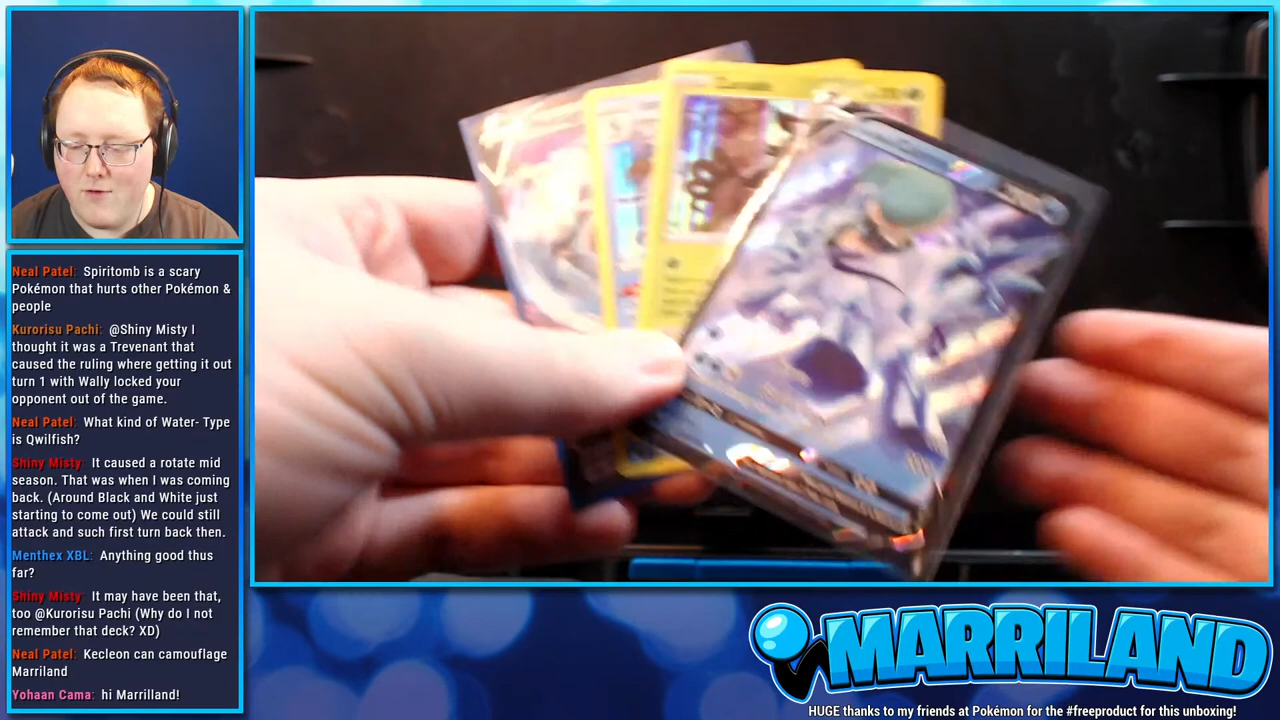 Neal Patel: Spiritomb is a scary
Pokémon that hurts other Pokémon &
people
Kurorisu Pachi: @Shiny Misty I
thought it was a Trevenant that
caused the ruling where getting it out
turn 1 with Wally locked your
opponent out of the game.
Neal Patel: What kind of Water- Type
is Qwilfish?
Shiny Misty: It caused a rotate mid
season. That was when I was coming
back. (Around Black and White just
starting to come out) We could still
attack and such first turn back then.
Menthex XBL: Anything good thus
far?
Shiny Misty: It may have been that,
too @Kurorisu Pachi (Why do I not
remember that deck? XD)
Neal Patel: Kecleon can camouflage
Marriland
Yohaan Cama: hi Marrilland!
MARRILAND
HUGE thanks to my friends at Pokémon for the #freeproduct for this unboxing!